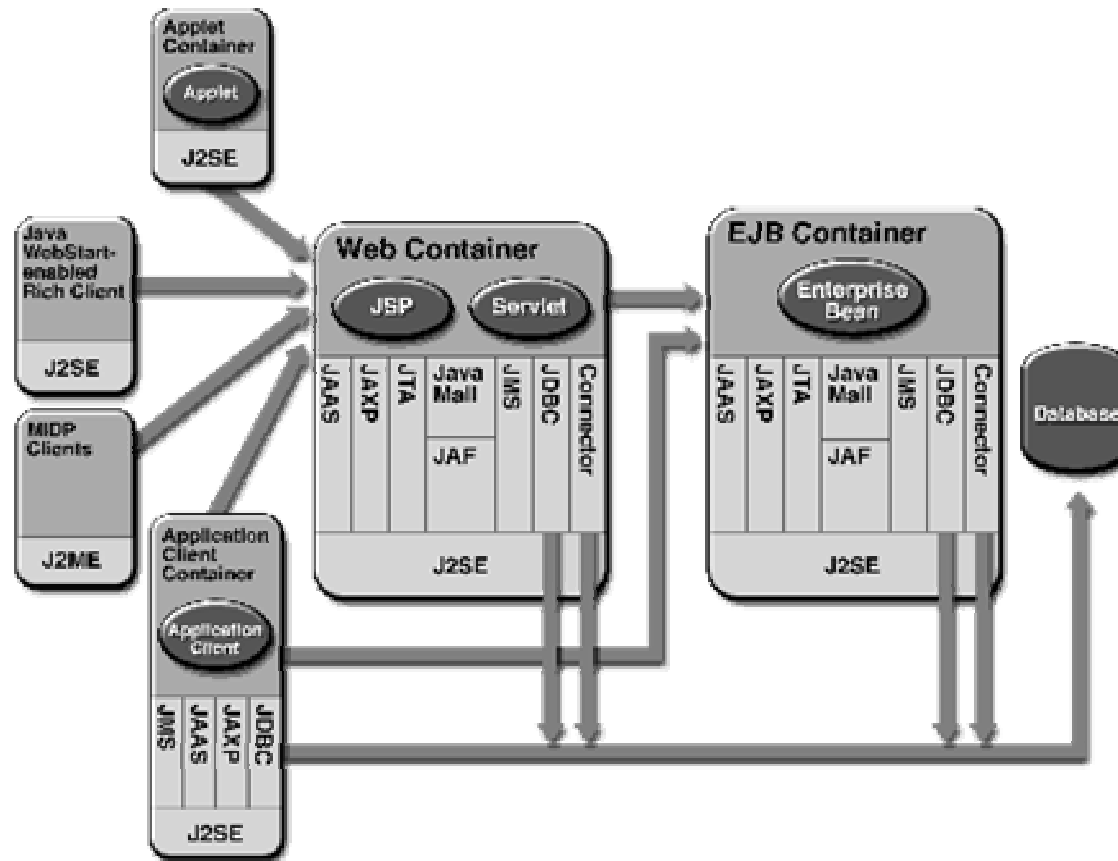 Applet
Container
Applet
J2SE
Java
WebStart-
enabled
Rich Client
J2SE
MIDP
Clients
J2ME
Application
Client
Container
Application
Client
JMS
JAAS
JAXP
JDBC
J2SE
Web Container
JSP
Servlet
JAAS
JAXP
JTA
Java
Mail
JAF
JMS
JDBC
Connector
J2SE
EJB Container
Enterprise
Bean
JAAS
JAXP
JTA
Java
Mail
JAF
JMS
JDBC
Connector
J2SE
Database